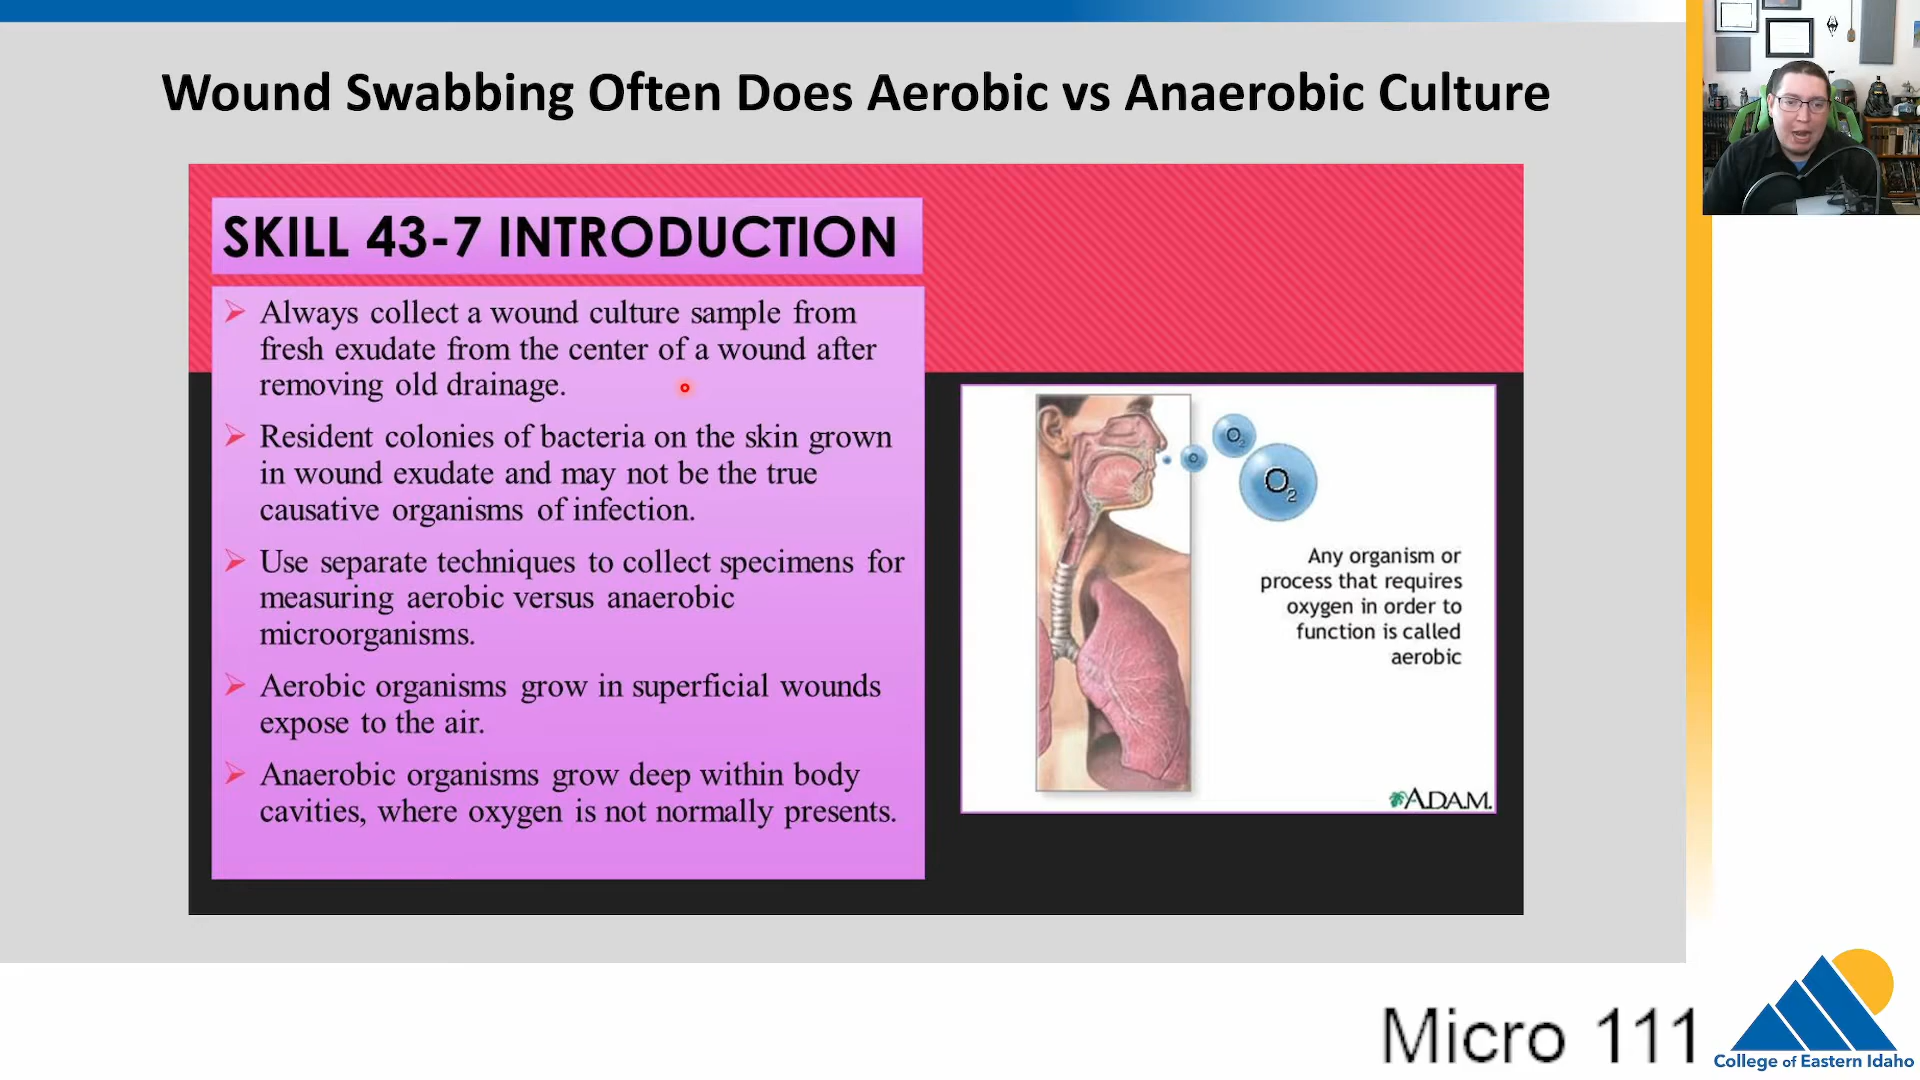 Wound Swabbing Often Does Aerobic vs Anaerobic Culture
SKILL 43-7 INTRODUCTION
Always collect a wound culture sample from
fresh exudate from the center of a wound after
removing old drainage.
Resident colonies of bacteria on the skin grown
in wound exudate and may not be the true
causative organisms of infection.
Use separate techniques to collect specimens for
measuring aerobic versus anaerobic
microorganisms.
Aerobic organisms grow in superficial wounds
expose to the air.
Anaerobic organisms grow deep within body
cavities, where oxygen is not normally presents.
O2
O2
Any organism or
process that requires
oxygen in order to
function is called
aerobic
ADAM.
Micro 111
College of Eastern Idaho